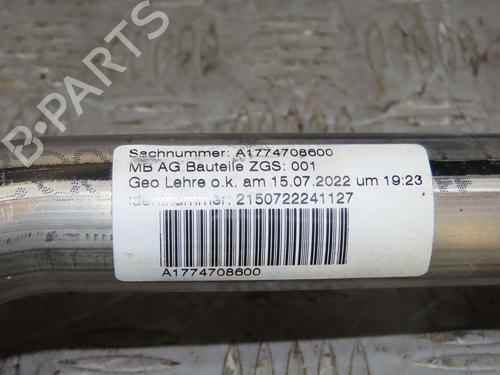 Sachnummer: A1774708600
MB AG Bauteile ZGS: 001
Geo Lehre o.k. am 15.07.2022 um 19:23
Identnummer: 2150722241127
A1774708600